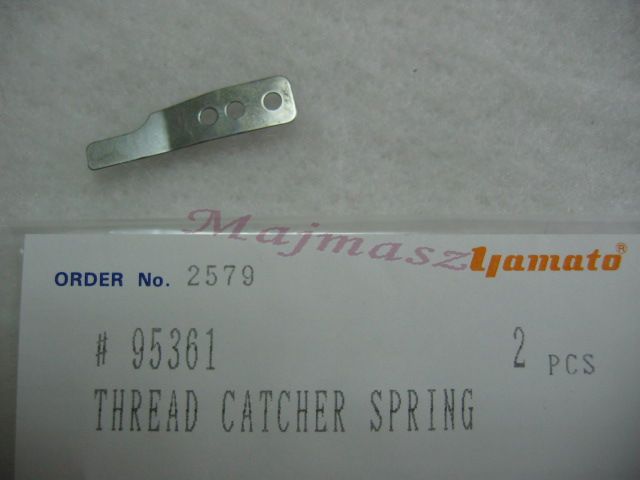 Majmasz
yamato®
ORDER No. 2579
# 95361 2 PCS
THREAD CATCHER SPRING